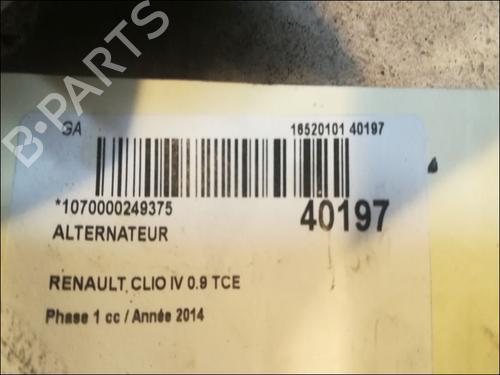 B-PARTS
GA
16520101 40197
*1070000249375
40197
ALTERNATEUR
RENAULT CLIO IV 0.9 TCE
Phase 1 cc / Année 2014